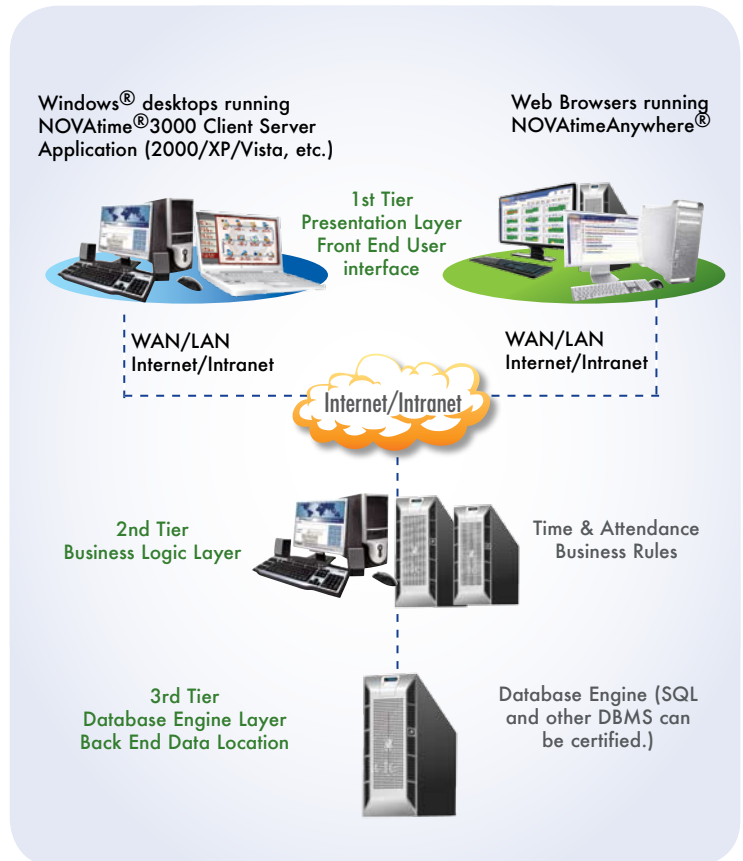 Windows® desktops running
NOVAtime®3000 Client Server
Application (2000/XP/Vista, etc.)
Web Browsers running
NOVAtimeAnywhere®
1st Tier
Presentation Layer
Front End User
interface
WAN/LAN
Internet/Intranet
WAN/LAN
Internet/Intranet
Internet/Intranet
2nd Tier
Business Logic Layer
Time & Attendance
Business Rules
3rd Tier
Database Engine Layer
Back End Data Location
Database Engine (SQL
and other DBMS can
be certified.)